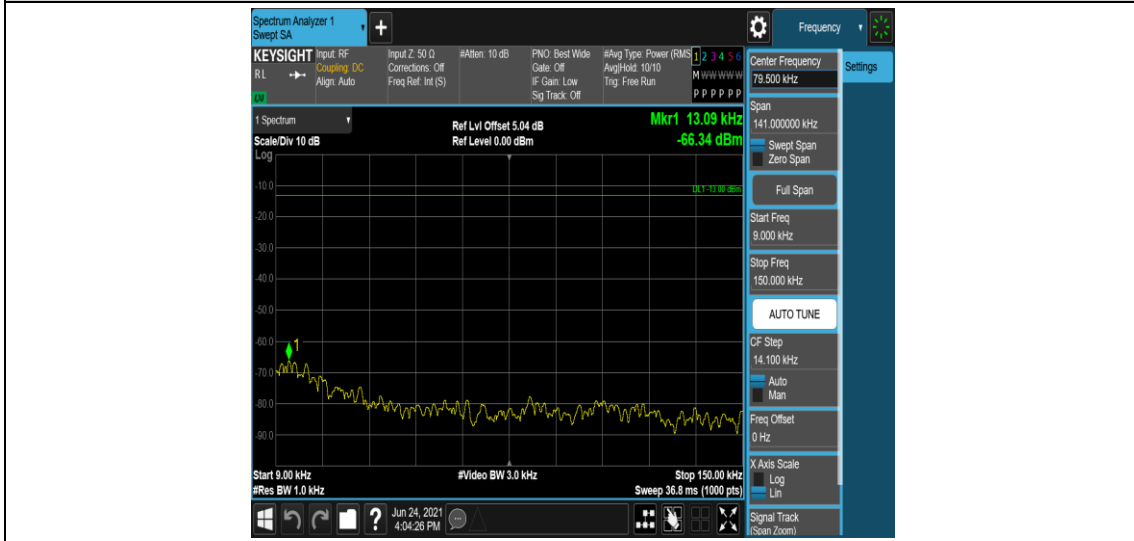 Spectrum Analyzer 1
Swept SA
+
Frequency
KEYSIGHT
RL
LXI
Input: RF
Coupling: DC
Align: Auto
Input Z: 50 Ω
Corrections: Off
Freq Ref: Int (S)
#Atten: 10 dB
PNO: Best Wide
Gate: Off
IF Gain: Low
Sig Track: Off
#Avg Type: Power (RMS
Avg|Hold: 10/10
Trig: Free Run
1 2 3 4 5 6
M W W W W W
P P P P P P
1 Spectrum
Scale/Div 10 dB
Log
Ref Lvl Offset 5.04 dB
Ref Level 0.00 dBm
Mkr1 13.09 kHz
-66.34 dBm
DL1 -13.00 dBm
-10.0
-20.0
-30.0
-40.0
-50.0
-60.0
-70.0
-80.0
-90.0
1
Start 9.00 kHz
#Res BW 1.0 kHz
#Video BW 3.0 kHz
Stop 150.00 kHz
Sweep 36.8 ms (1000 pts)
?
Jun 24, 2021
4:04:26 PM
Center Frequency
79.500 kHz
Settings
Span
141.000000 kHz
Swept Span
Zero Span
Full Span
Start Freq
9.000 kHz
Stop Freq
150.000 kHz
AUTO TUNE
CF Step
14.100 kHz
Auto
Man
Freq Offset
0 Hz
X Axis Scale
Log
Lin
Signal Track
(Span Zoom)